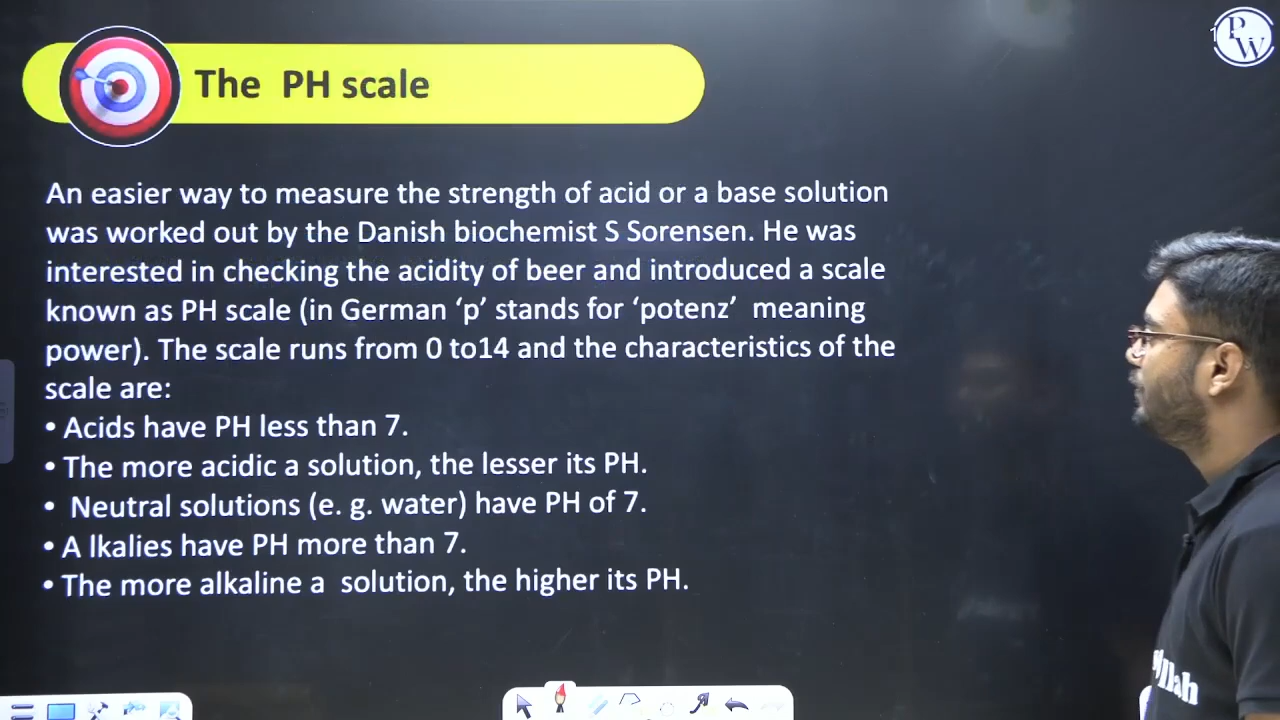 The PH scale
PW
An easier way to measure the strength of acid or a base solution
was worked out by the Danish biochemist S Sorensen. He was
interested in checking the acidity of beer and introduced a scale
known as PH scale (in German ‘p’ stands for ‘potenz’ meaning
power). The scale runs from 0 to14 and the characteristics of the
scale are:
• Acids have PH less than 7.
• The more acidic a solution, the lesser its PH.
• Neutral solutions (e. g. water) have PH of 7.
• A lkalies have PH more than 7.
• The more alkaline a solution, the higher its PH.